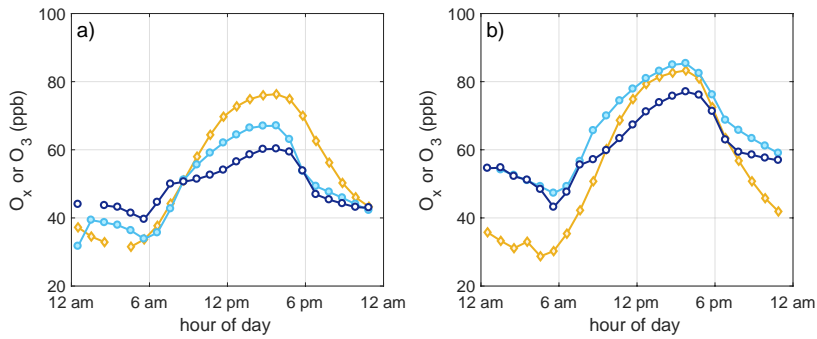 a)
100
80
60
40
20
Oₓ or O₃ (ppb)
12 am
6 am
12 pm
6 pm
12 am
hour of day
b)
100
80
60
40
20
Oₓ or O₃ (ppb)
12 am
6 am
12 pm
6 pm
12 am
hour of day